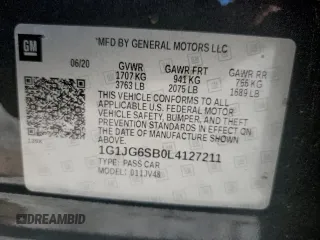 GM
MFD BY GENERAL MOTORS LLC
06/20 GVWR GAWR FRT GAWR RR
1707 KG 941 KG 766 KG
3763 LB 2075 LB 1689 LB
THIS VEHICLE CONFORMS TO ALL
APPLICABLE U.S. FEDERAL MOTOR
VEHICLE SAFETY, BUMPER, AND THEFT
PREVENTION STANDARDS IN EFFECT ON
THE DATE OF MANUFACTURE SHOWN ABOVE.
1G1JG6SB0L4127211
TYPE: PASS CAR
MODEL: 011JV48
DREAMBID